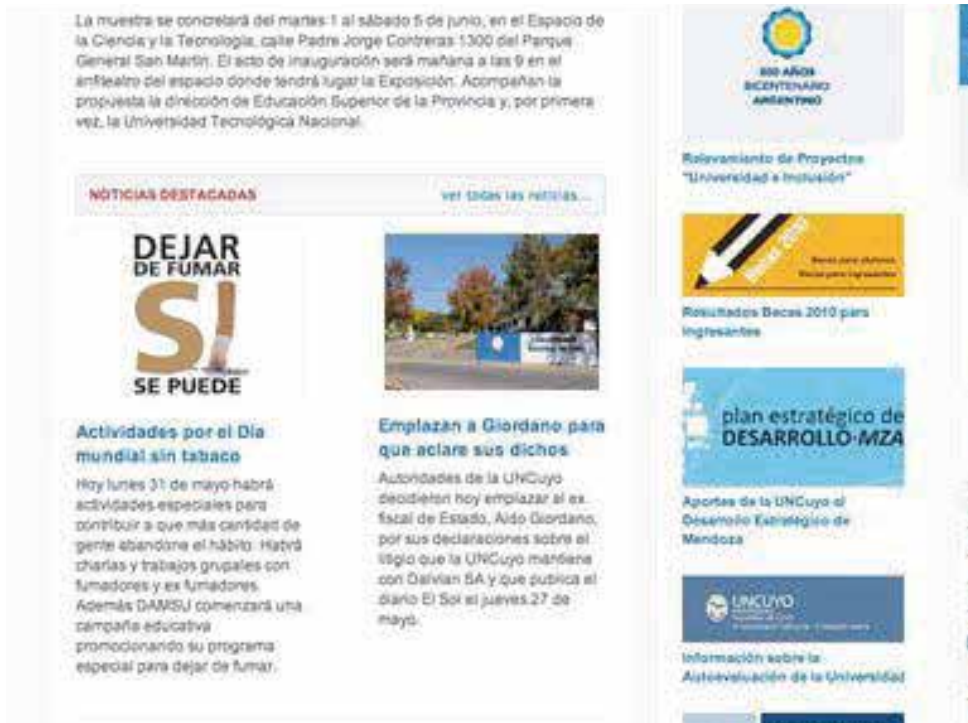 La muestra se concretará del martes 1 al sábado 5 de junio, en el Espacio de
la Ciencia y la Tecnología, calle Padre Jorge Contreras 1300 del Parque
General San Martín. El acto de inauguración será mañana a las 9 en el
anfiteatro del espacio donde tendrá lugar la Exposición. Acompañan la
propuesta la dirección de Educación Superior de la Provincia y, por primera
vez, la Universidad Tecnológica Nacional.
NOTICIAS DESTACADAS
ver todas las noticias...
DEJAR
DE FUMAR
SI
SE PUEDE
Actividades por el Día
mundial sin tabaco
Hoy lunes 31 de mayo habrá
actividades especiales para
contribuir a que más cantidad de
gente abandone el hábito. Habrá
charlas y trabajos grupales con
fumadores y ex fumadores.
Además DAMSU comenzará una
campaña educativa
promocionando su programa
especial para dejar de fumar.
Emplazan a Giordano para
que aclare sus dichos
Autoridades de la UNCuyo
decidieron hoy emplazar al ex
fiscal de Estado, Aldo Giordano,
por sus declaraciones sobre el
litigio que la UNCuyo mantiene
con Dalvian SA y que publica el
diario El Sol el jueves 27 de
mayo.
AÑOS
BICENTENARIO
ARGENTINO
Relevamiento de Proyectos
"Universidad e Inclusión"
Becas
Becas para alumnos
Becas para ingresantes
Resultados Becas 2010 para
ingresantes
plan estratégico de
DESARROLLO·MZA
Aportes de la UNCuyo al
Desarrollo Estratégico de
Mendoza
UNCUYO
Información sobre la
Autoevaluación de la Universidad